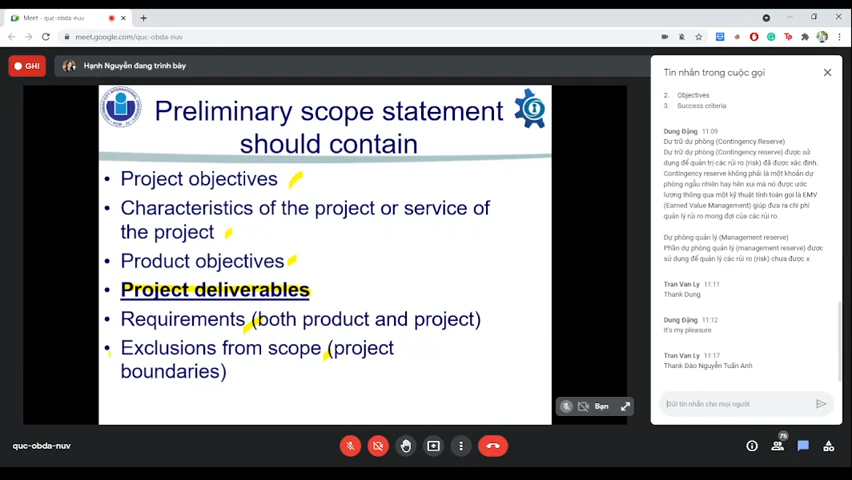 Meet - quc-obda-nuv
meet.google.com/quc-obda-nuv
GHI
Hạnh Nguyễn đang trình bày
Preliminary scope statement
should contain
• Project objectives
• Characteristics of the project or service of
the project
• Product objectives
• Project deliverables
• Requirements (both product and project)
• Exclusions from scope (project
boundaries)
Bạn
Tin nhắn trong cuộc gọi
2. Objectives
3. Success criteria
Dung Đặng 11:09
Dự trữ dự phòng (Contingency Reserve)
Dự trữ dự phòng (Contingency reserve) được sử
dụng để quản trị các rủi ro (risk) đã được xác định.
Contingency reserve không phải là một khoản dự
phòng ngẫu nhiên hay hên xui mà nó được ước
lượng thông qua một kỹ thuật tính toán gọi là EMV
(Earned Value Management) giúp đưa ra chi phí
quản lý rủi ro mong đợi của các rủi ro.
Dự phòng quản lý (Management reserve)
Phần dự phòng quản lý (management reserve) được
sử dụng để quản lý các rủi ro (risk) chưa được x
Tran Van Ly 11:11
Thank Dung
Dung Đặng 11:12
It's my pleasure
Tran Van Ly 11:17
Thank Đào Nguyễn Tuấn Anh
Gửi tin nhắn cho mọi người
quc-obda-nuv
75